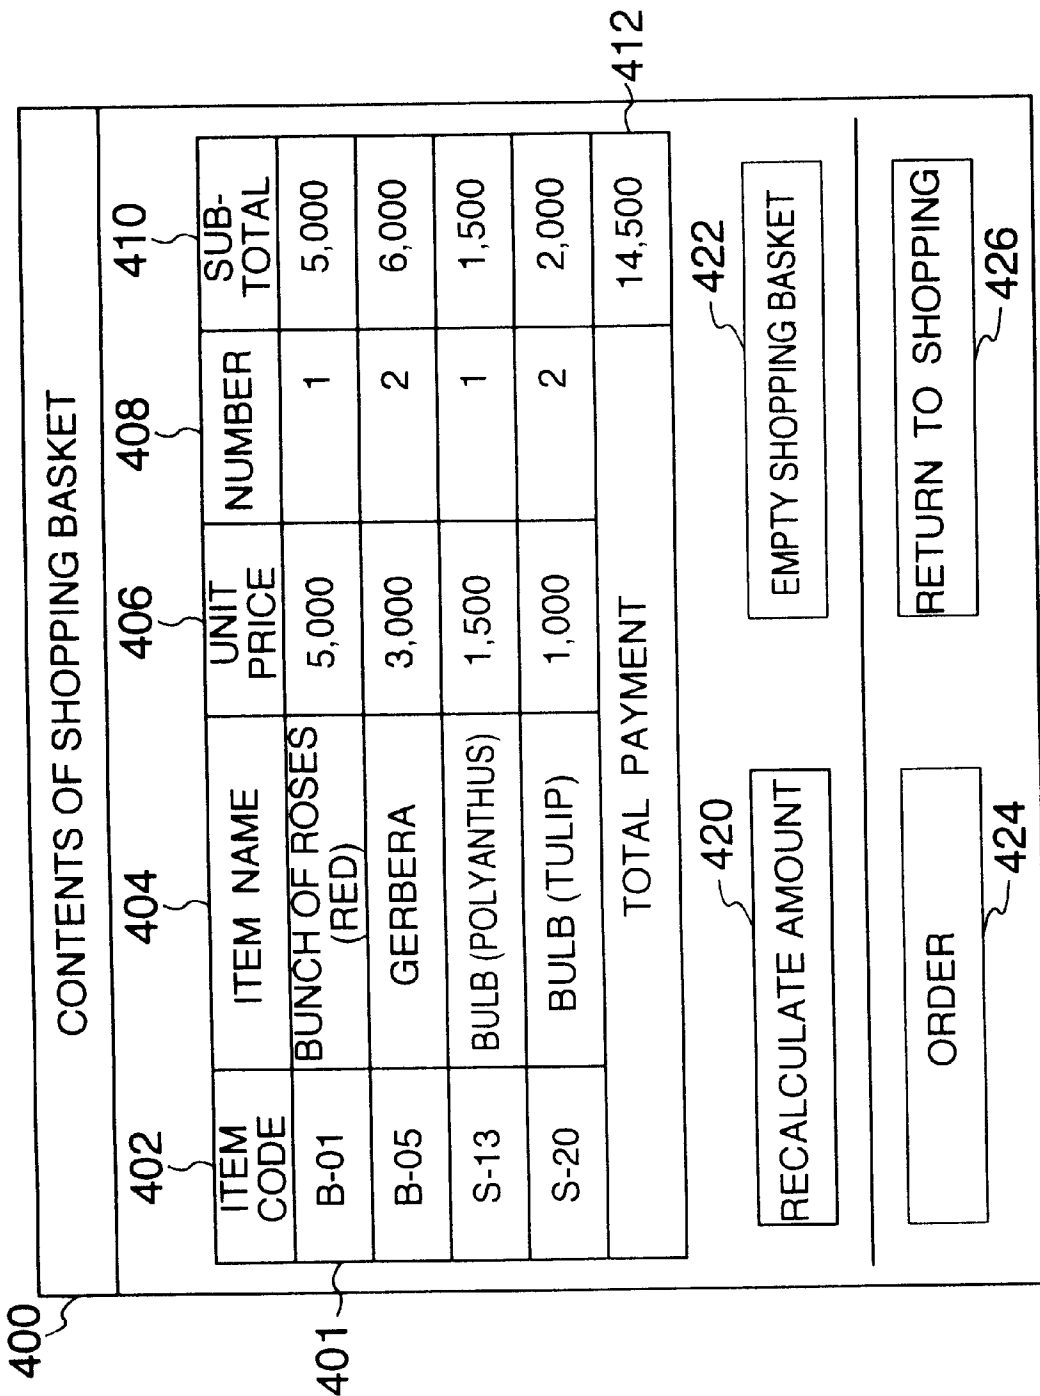 400
CONTENTS OF SHOPPING BASKET
402 404 406 408 410
ITEM CODE ITEM NAME UNIT PRICE NUMBER SUB-TOTAL
401
B-01 BUNCH OF ROSES (RED) 5,000 1 5,000
B-05 GERBERA 3,000 2 6,000
S-13 BULB (POLYANTHUS) 1,500 1 1,500
S-20 BULB (TULIP) 1,000 2 2,000
TOTAL PAYMENT 14,500
412
420 422
RECALCULATE AMOUNT EMPTY SHOPPING BASKET
ORDER RETURN TO SHOPPING
424 426